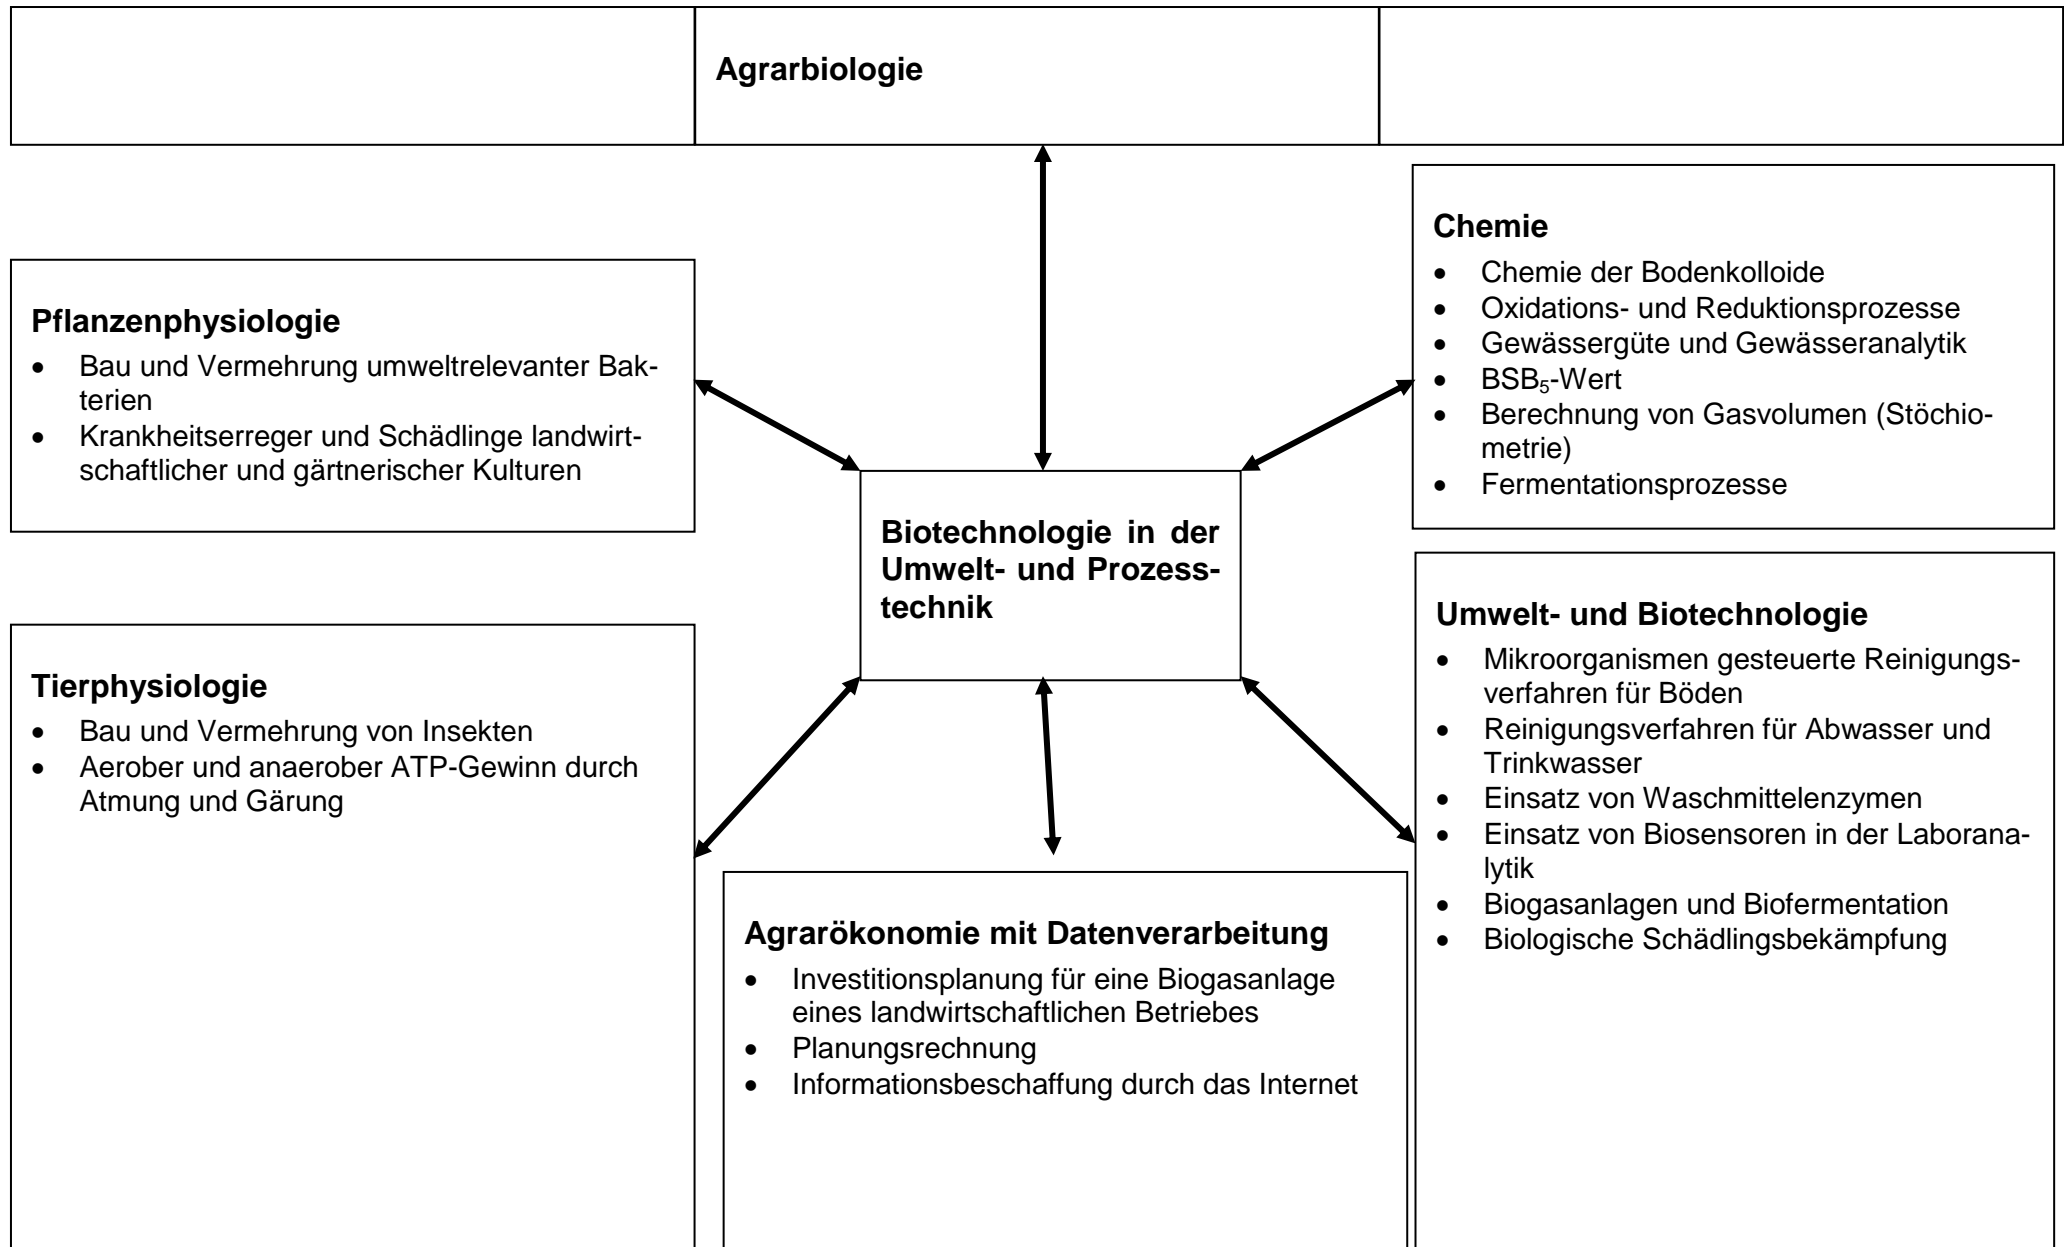 Agrarbiologie
Pflanzenphysiologie
• Bau und Vermehrung umweltrelevanter Bak-
terien
• Krankheitserreger und Schädlinge landwirt-
schaftlicher und gärtnerischer Kulturen
Chemie
• Chemie der Bodenkolloide
• Oxidations- und Reduktionsprozesse
• Gewässergüte und Gewässeranalytik
• BSB₅-Wert
• Berechnung von Gasvolumen (Stöchio-
metrie)
• Fermentationsprozesse
Biotechnologie in der
Umwelt- und Prozess-
technik
Tierphysiologie
• Bau und Vermehrung von Insekten
• Aerober und anaerober ATP-Gewinn durch
Atmung und Gärung
Umwelt- und Biotechnologie
• Mikroorganismen gesteuerte Reinigungs-
verfahren für Böden
• Reinigungsverfahren für Abwasser und
Trinkwasser
• Einsatz von Waschmittelenzymen
• Einsatz von Biosensoren in der Laborana-
lytik
• Biogasanlagen und Biofermentation
• Biologische Schädlingsbekämpfung
Agrarökonomie mit Datenverarbeitung
• Investitionsplanung für eine Biogasanlage
eines landwirtschaftlichen Betriebes
• Planungsrechnung
• Informationsbeschaffung durch das Internet